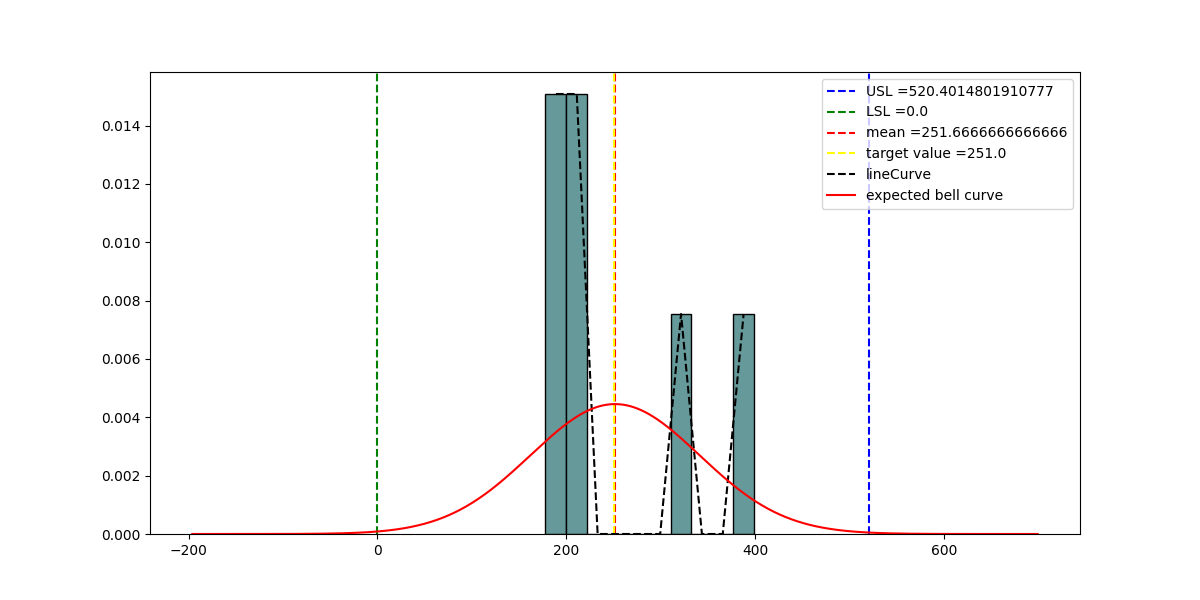 USL =520.4014801910777
LSL =0.0
mean =251.6666666666666
target value =251.0
lineCurve
expected bell curve
0.014
0.012
0.010
0.008
0.006
0.004
0.002
0.000
−200
0
200
400
600